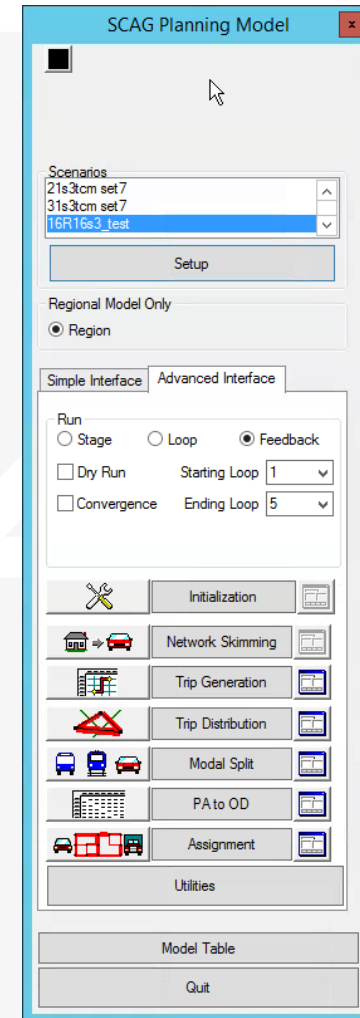 SCAG Planning Model
x
Scenarios
21s3tcm set7
31s3tcm set7
16R16s3_test
Setup
Regional Model Only
Region
Simple Interface Advanced Interface
Run
Stage Loop Feedback
Dry Run Starting Loop 1
Convergence Ending Loop 5
Initialization
Network Skimming
Trip Generation
Trip Distribution
Modal Split
PA to OD
Assignment
Utilities
Model Table
Quit